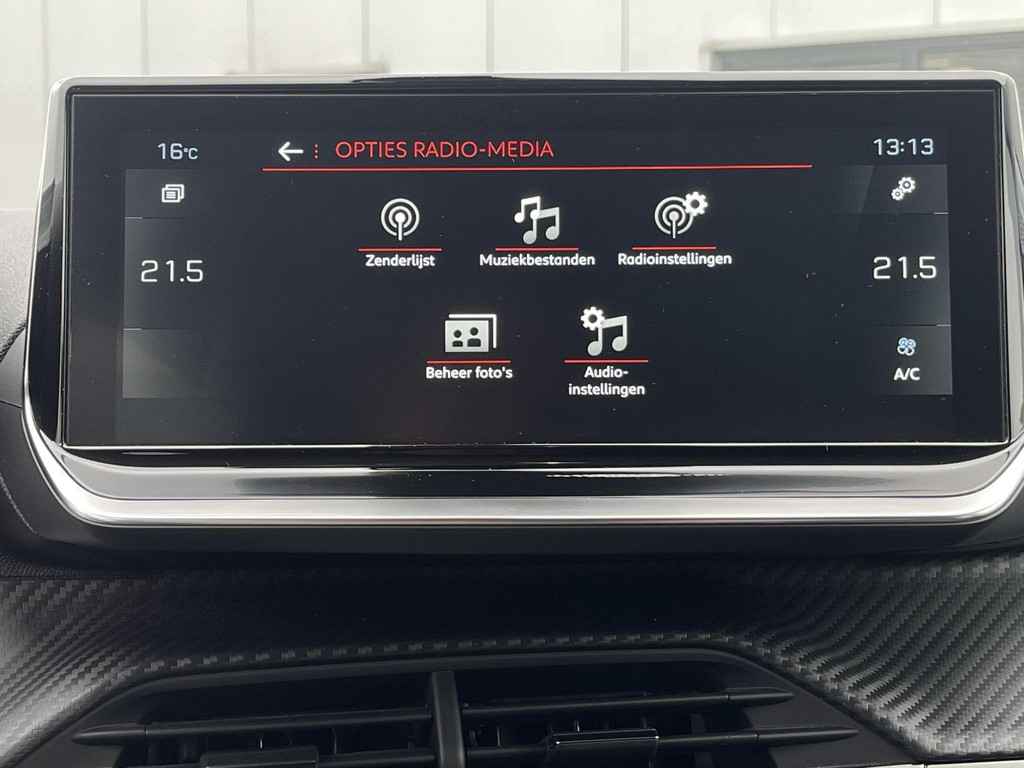 16°C
OPTIES RADIO-MEDIA
13:13
21.5
Zenderlijst
Muziekbestanden
Radioinstellingen
21.5
Beheer foto's
Audio-
instellingen
A/C